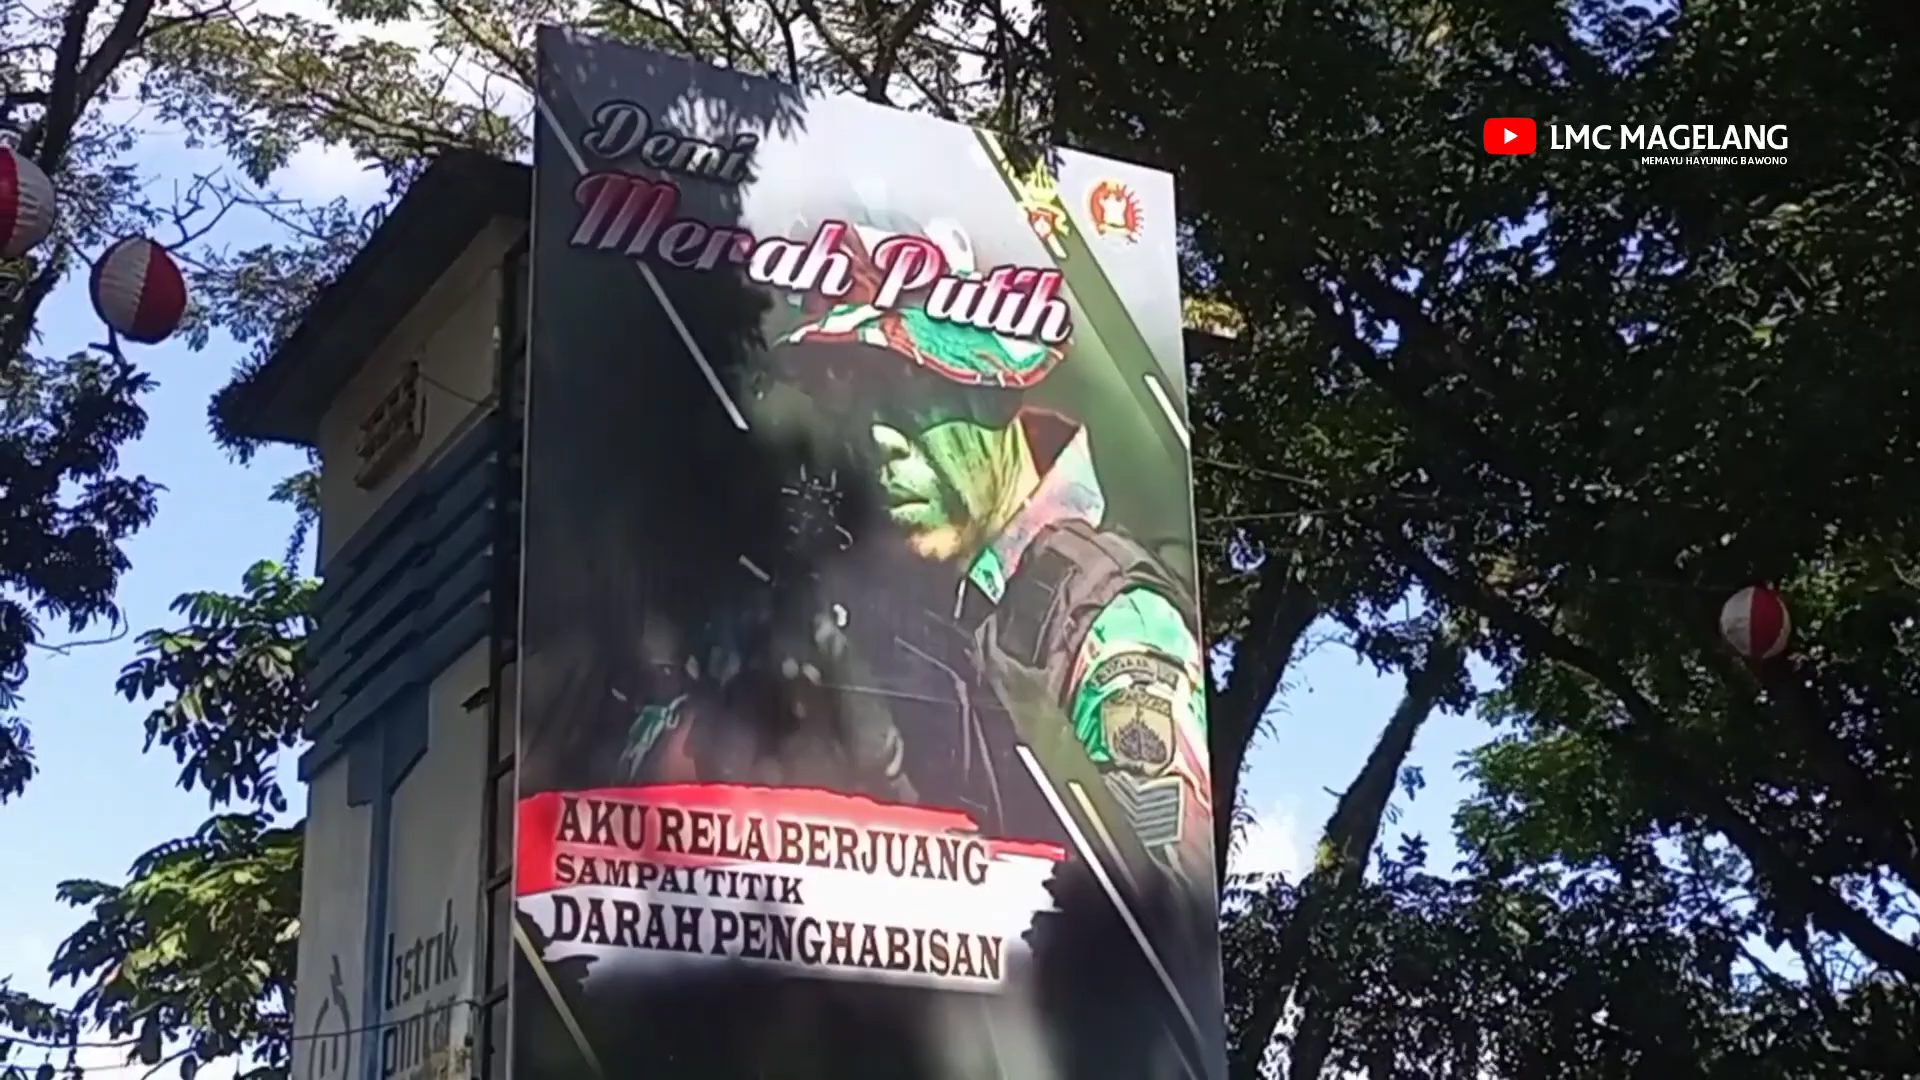 LMC MAGELANG
MEMAYU HAYUNING BAWONO
Demi
Merah Putih
AKU RELA BERJUANG
SAMPAI TITIK
DARAH PENGHABISAN
listrik
pintar